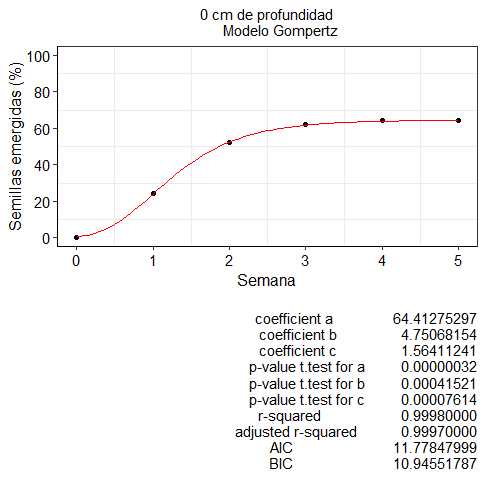 0 cm de profundidad
Modelo Gompertz
100
80
60
40
20
0
Semillas emergidas (%)
0 1 2 3 4 5
Semana
coefficient a 64.41275297
coefficient b 4.75068154
coefficient c 1.56411241
p-value t.test for a 0.00000032
p-value t.test for b 0.00041521
p-value t.test for c 0.00007614
r-squared 0.99980000
adjusted r-squared 0.99970000
AIC 11.77847999
BIC 10.94551787